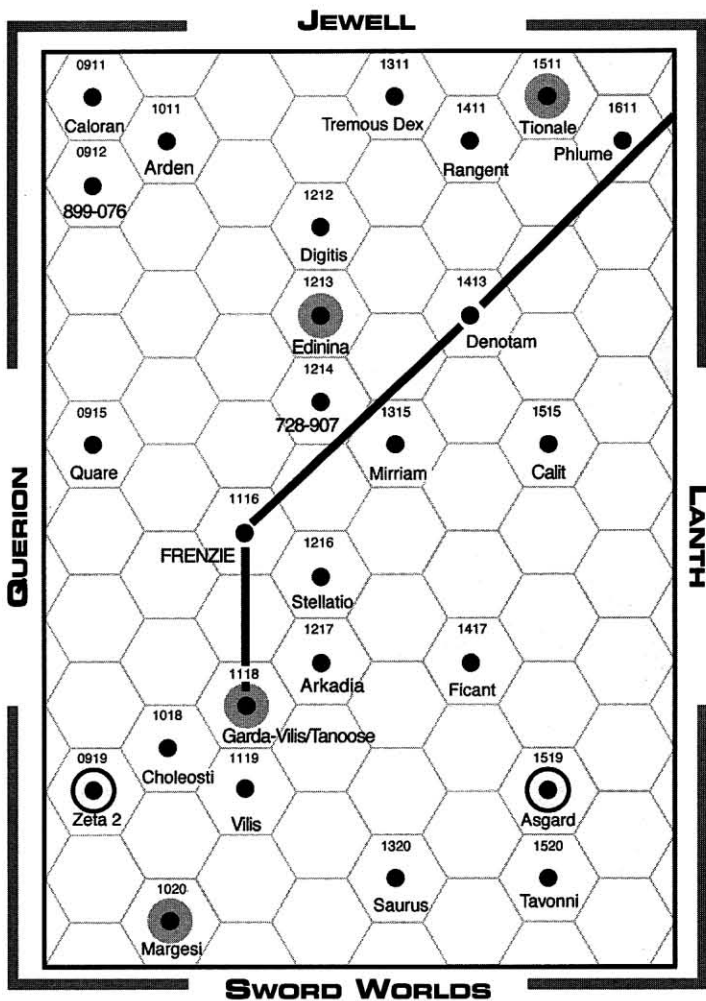 JEWELL
0911
Caloran
1011
Arden
1311
Tremous Dex
1411
Rangent
1511
Tionale
1611
Phlume
0912
899-076
1212
Digitis
1213
Edinina
1413
Denotam
1214
728-907
0915
Quare
1315
Mirriam
1515
Calit
QUERION
LANTH
1116
FRENZIE
1216
Stellatio
1217
Arkadia
1417
Ficant
1118
Garda-Vilis/Tanoose
1018
Choleosti
0919
Zeta 2
1119
Vilis
1519
Asgard
1320
Saurus
1520
Tavonni
1020
Margesi
SWORD WORLDS